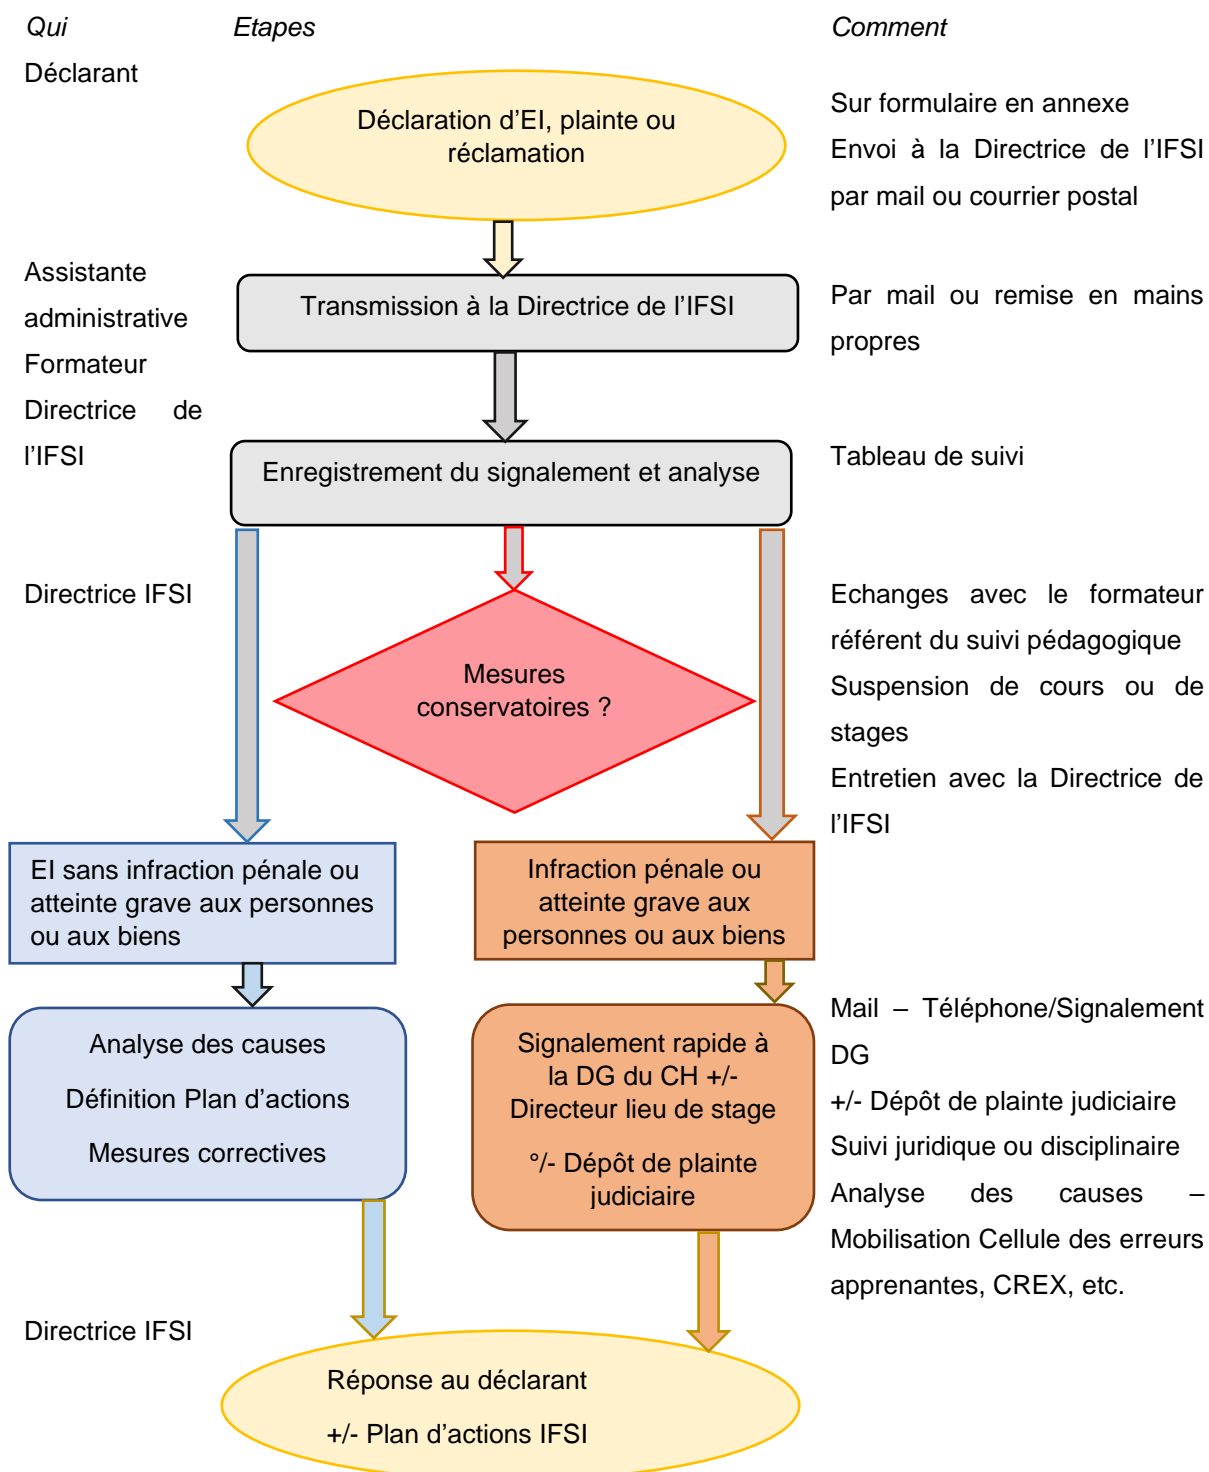 Qui Etapes Comment
Déclarant
Déclaration d’EI, plainte ou
réclamation
Sur formulaire en annexe
Envoi à la Directrice de l’IFSI
par mail ou courrier postal
Assistante
administrative
Formateur
Directrice de
l’IFSI
Transmission à la Directrice de l’IFSI
Par mail ou remise en mains
propres
Enregistrement du signalement et analyse
Tableau de suivi
Directrice IFSI
Mesures
conservatoires ?
Echanges avec le formateur
référent du suivi pédagogique
Suspension de cours ou de
stages
Entretien avec la Directrice de
l’IFSI
EI sans infraction pénale ou
atteinte grave aux personnes
ou aux biens
Infraction pénale ou
atteinte grave aux
personnes ou aux biens
Analyse des causes
Définition Plan d’actions
Mesures correctives
Signalement rapide à
la DG du CH +/-
Directeur lieu de stage
°/- Dépôt de plainte
judiciaire
Mail – Téléphone/Signalement
DG
+/- Dépôt de plainte judiciaire
Suivi juridique ou disciplinaire
Analyse des causes –
Mobilisation Cellule des erreurs
apprenantes, CREX, etc.
Directrice IFSI
Réponse au déclarant
+/- Plan d’actions IFSI